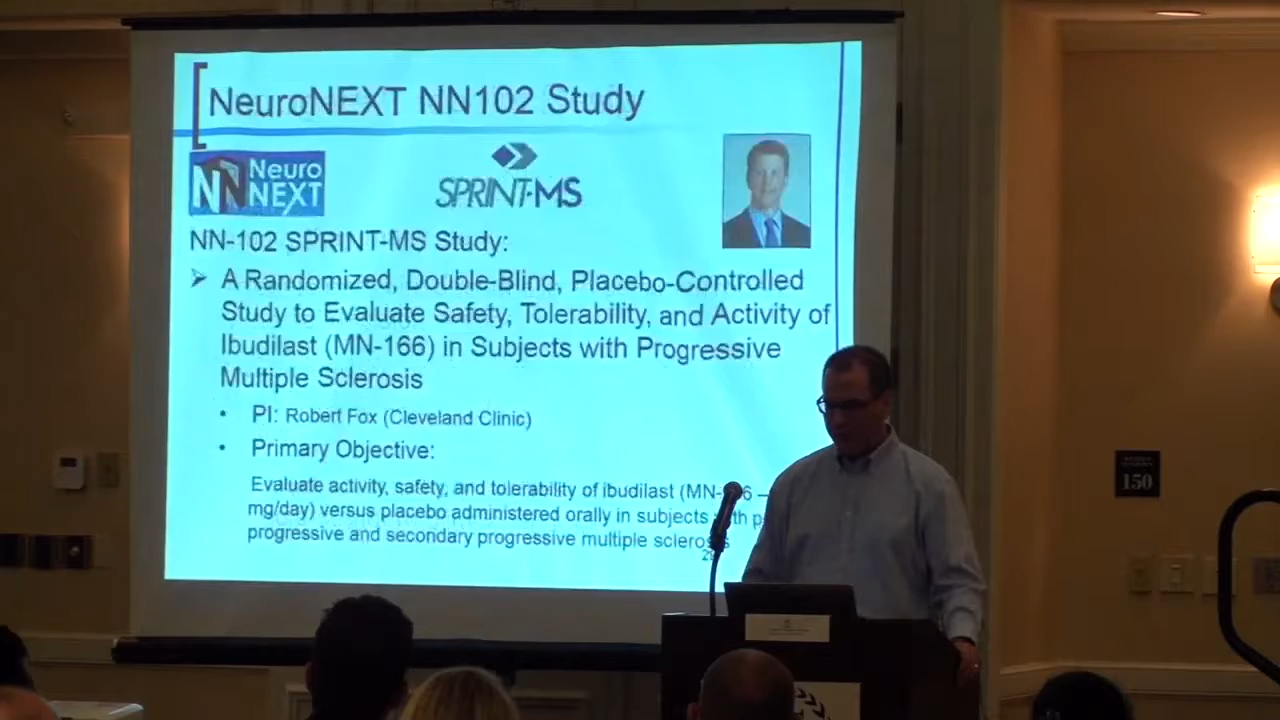 NeuroNEXT NN102 Study
NN Neuro
NEXT
SPRINT-MS
NN-102 SPRINT-MS Study:
A Randomized, Double-Blind, Placebo-Controlled
Study to Evaluate Safety, Tolerability, and Activity of
Ibudilast (MN-166) in Subjects with Progressive
Multiple Sclerosis
PI: Robert Fox (Cleveland Clinic)
Primary Objective:
Evaluate activity, safety, and tolerability of ibudilast
mg/day) versus placebo administered orally in subjects
progressive and secondary progressive multiple
150